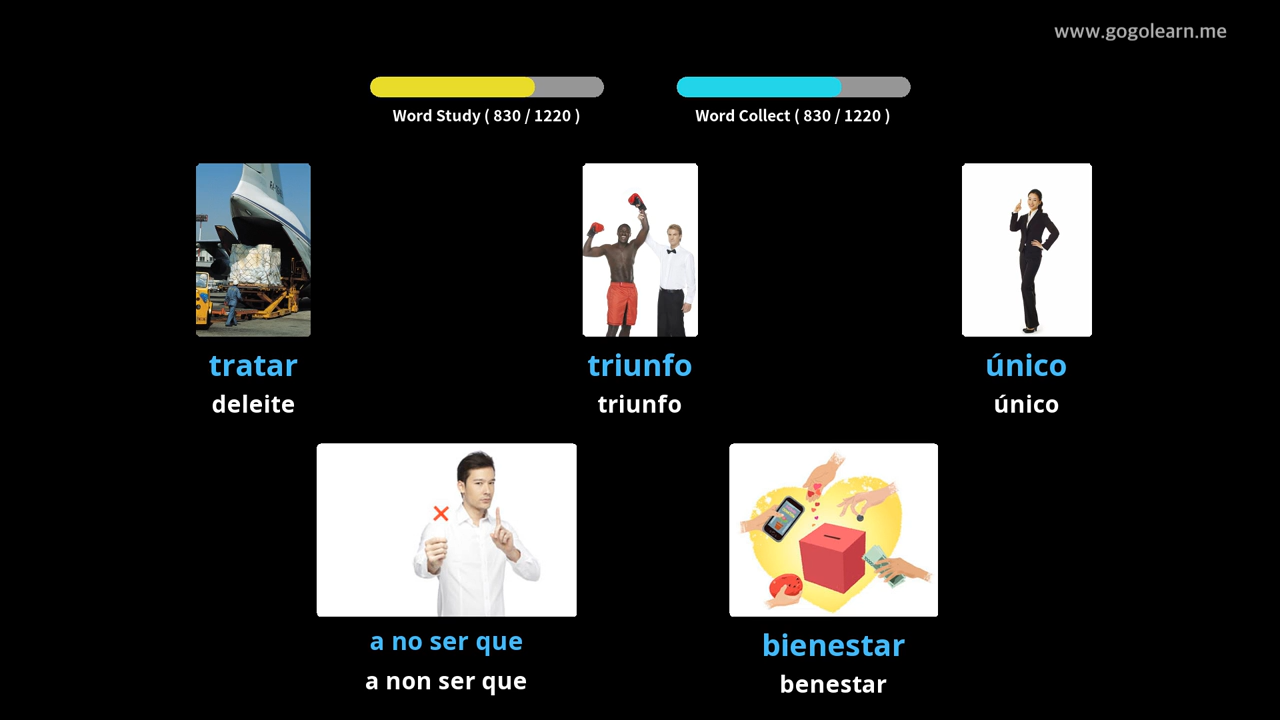 www.gogolearn.me
Word Study ( 830 / 1220 )
Word Collect ( 830 / 1220 )
tratar
deleite
triunfo
triunfo
único
único
a no ser que
a non ser que
bienestar
benestar